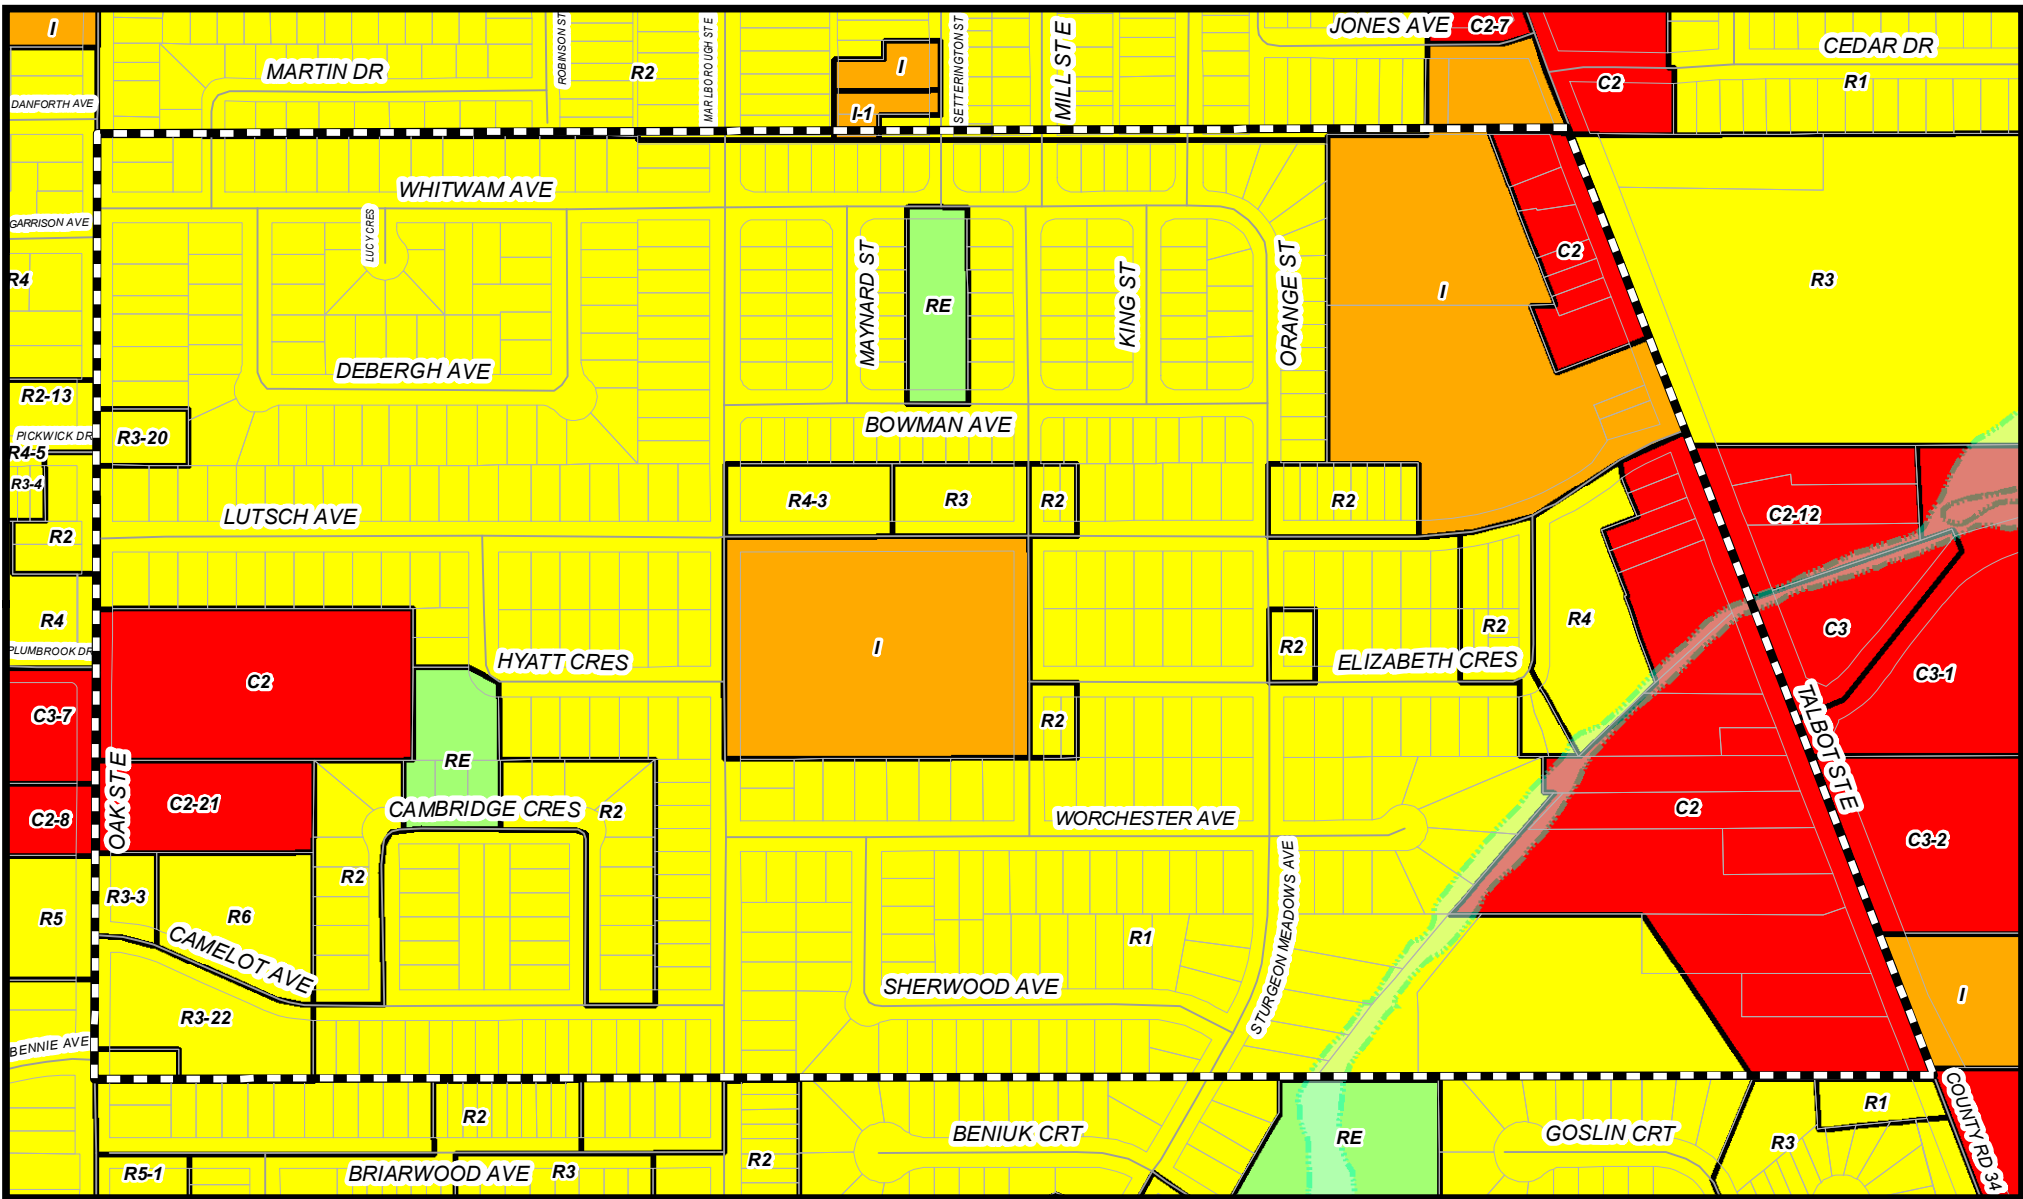 I
JONES AVE
C2-7
CEDAR DR
MARTIN DR
ROBINSON ST
R2
MARLBOROUGH ST E
I
SETTERINGTON ST
MILL ST E
C2
R1
DANFORTH AVE
I-1
WHITWAM AVE
GARRISON AVE
LUCY CRES
R4
MAYNARD ST
RE
KING ST
ORANGE ST
I
C2
R3
DEBERGH AVE
R2-13
BOWMAN AVE
PICKWICK DR
R3-20
R4-5
R3-4
R4-3
R3
R2
R2
LUTSCH AVE
C2-12
R2
R4
PLUMBROOK DR
HYATT CRES
I
R2
ELIZABETH CRES
R2
R4
C3
C3-1
C2
C3-7
R2
TALBOT ST E
OAK ST E
RE
C2-21
CAMBRIDGE CRES
R2
C2-8
WORCHESTER AVE
C2
C3-2
R2
R3-3
R6
R5
R1
CAMELOT AVE
STURGEON MEADOWS AVE
SHERWOOD AVE
I
R3-22
BENNIE AVE
R2
BENIUK CRT
RE
GOSLIN CRT
R1
R3
COUNTY RD 34
R5-1
BRIARWOOD AVE
R3
R2